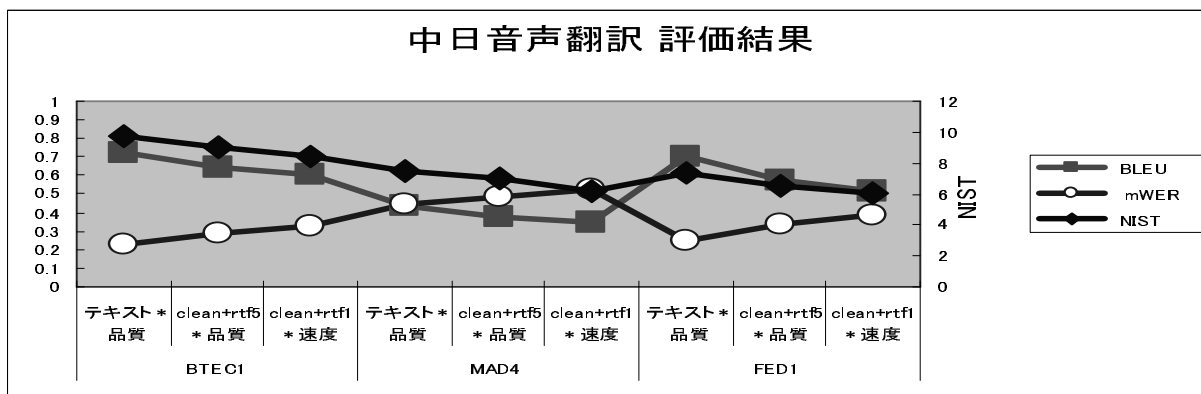 中日音声翻訳 評価結果
1
0.9
0.8
0.7
0.6
0.5
0.4
0.3
0.2
0.1
0
12
10
8
6
4
2
0
NIST
BLEU
mWER
NIST
テキスト*
品質
clean+rtf5
*品質
clean+rtf1
*速度
テキスト*
品質
clean+rtf5
*品質
clean+rtf1
*速度
テキスト*
品質
clean+rtf5
*品質
clean+rtf1
*速度
BTEC1
MAD4
FED1